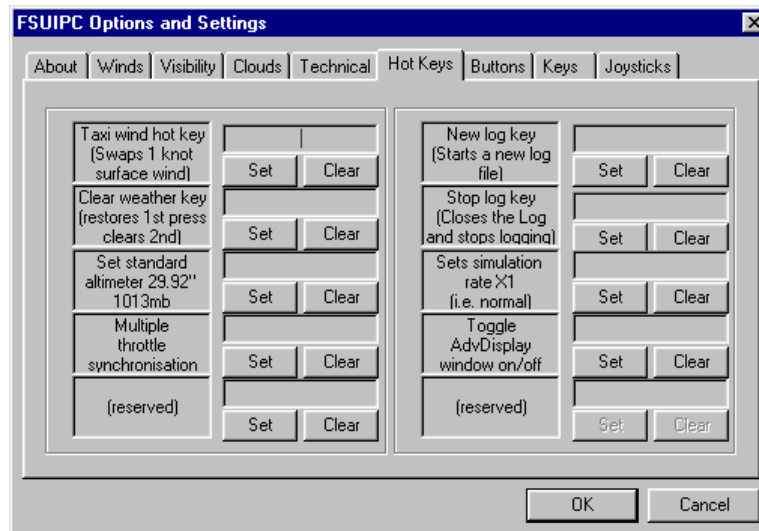 FSUIPC Options and Settings
About Winds Visibility Clouds Technical Hot Keys Buttons Keys Joysticks
Taxi wind hot key
(Swaps 1 knot
surface wind)
Set Clear
Clear weather key
(restores 1st press
clears 2nd)
Set Clear
Set standard
altimeter 29.92"
1013mb
Set Clear
Multiple
throttle
synchronisation
Set Clear
(reserved)
Set Clear
New log key
(Starts a new log
file)
Set Clear
Stop log key
(Closes the Log
and stops logging)
Set Clear
Sets simulation
rate X1
(i.e. normal)
Set Clear
Toggle
AdvDisplay
window on/off
Set Clear
(reserved)
Set Clear
OK Cancel